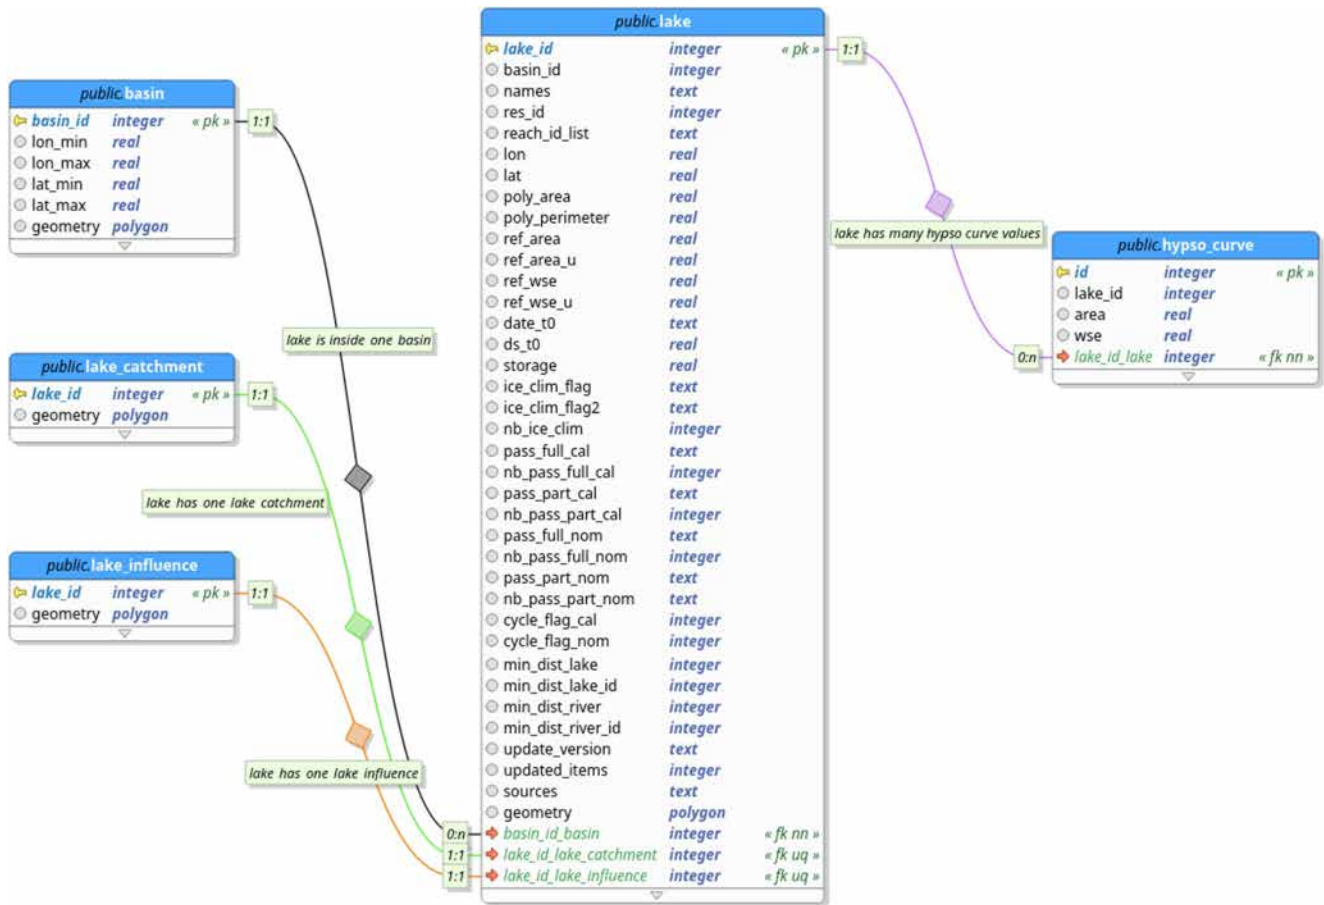 public.basin
basin_id integer « pk »
lon_min real
lon_max real
lat_min real
lat_max real
geometry polygon
1:1
lake is inside one basin
public.lake_catchment
lake_id integer « pk »
geometry polygon
1:1
lake has one lake catchment
public.lake_influence
lake_id integer « pk »
geometry polygon
1:1
lake has one lake influence
public.lake
lake_id integer « pk »
basin_id integer
names text
res_id integer
reach_id_list text
lon real
lat real
poly_area real
poly_perimeter real
ref_area real
ref_area_u real
ref_wse real
ref_wse_u real
date_t0 text
ds_t0 real
storage real
ice_clim_flag text
ice_clim_flag2 text
nb_ice_clim integer
pass_full_cal text
nb_pass_full_cal integer
pass_part_cal text
nb_pass_part_cal integer
pass_full_nom text
nb_pass_full_nom integer
pass_part_nom text
nb_pass_part_nom text
cycle_flag_cal integer
cycle_flag_nom integer
min_dist_lake integer
min_dist_lake_id integer
min_dist_river integer
min_dist_river_id integer
update_version text
updated_items integer
sources text
geometry polygon
0:n basin_id_basin integer « fk nn »
1:1 lake_id_lake_catchment integer « fk uq »
1:1 lake_id_lake_influence integer « fk uq »
1:1
lake has many hypso curve values
public.hypso_curve
id integer « pk »
lake_id integer
area real
wse real
0:n lake_id_lake integer « fk nn »